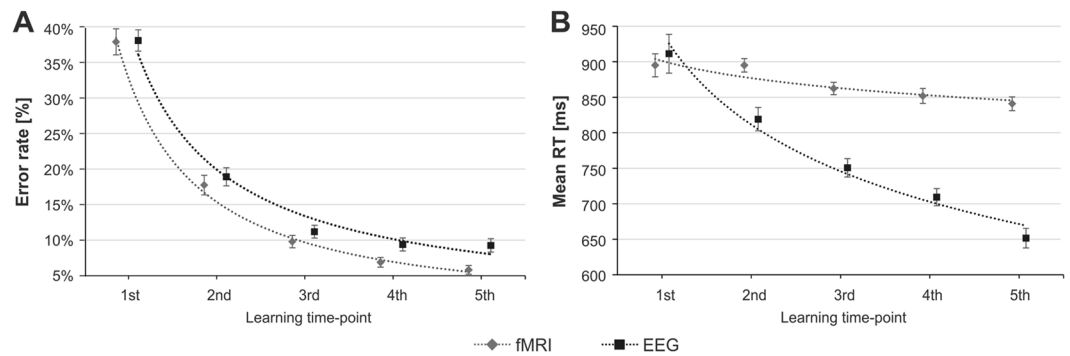 A
Error rate [%]
40%
35%
30%
25%
20%
15%
10%
5%
1st 2nd 3rd 4th 5th
Learning time-point
B
Mean RT [ms]
950
900
850
800
750
700
650
600
1st 2nd 3rd 4th 5th
Learning time-point
fMRI EEG